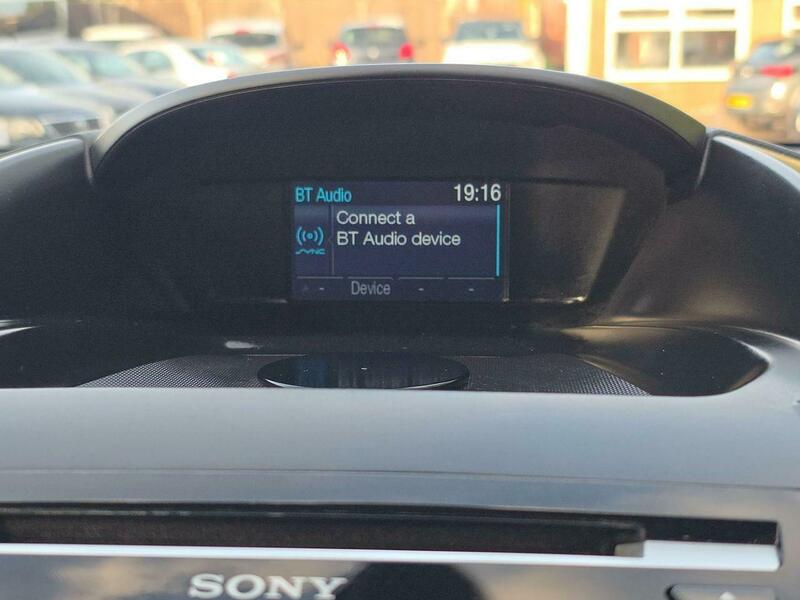 BT Audio 19:16
Connect a
BT Audio device
SYNC
- Device - -
SONY